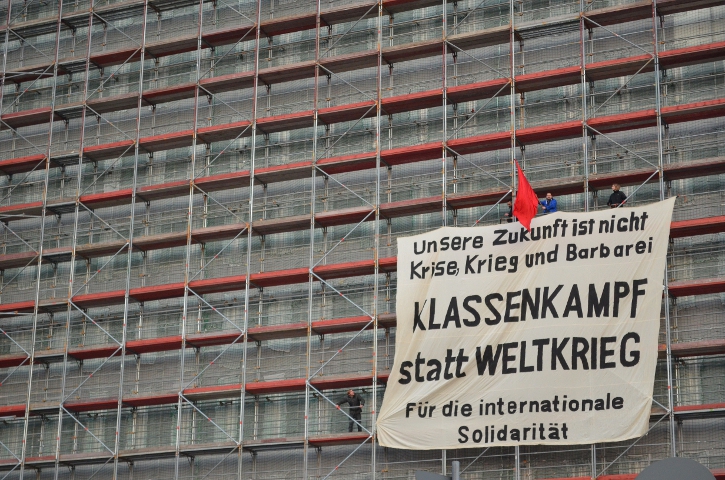 unsere Zukunft ist nicht
Krise, Krieg und Barbarei
KLASSENKAMPF
statt WELTKRIEG
Für die internationale
Solidarität